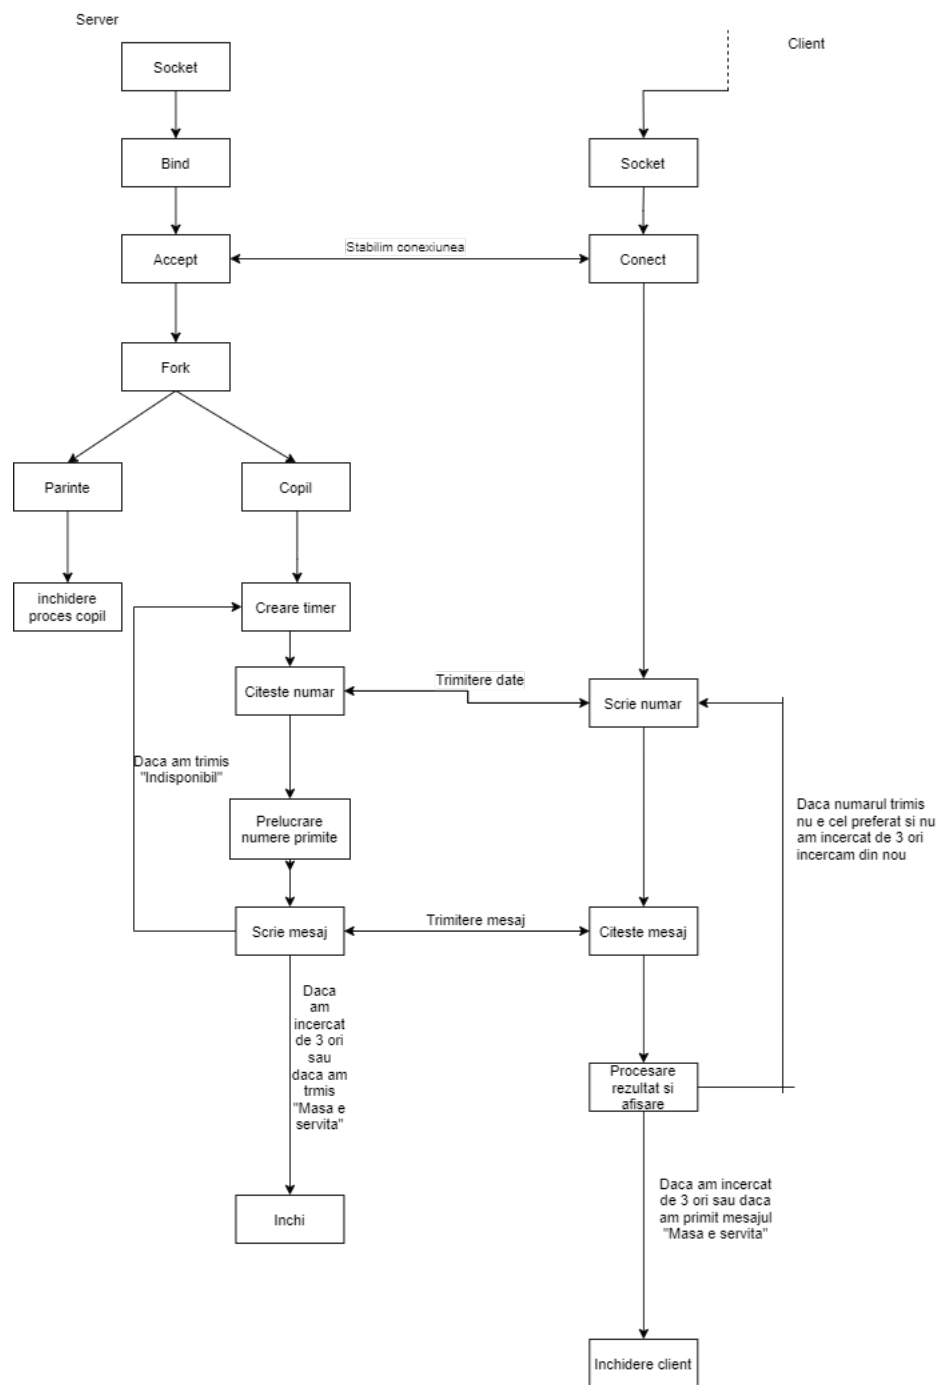 Server
Client
Socket
Bind
Socket
Accept
Stabilim conexiunea
Conect
Fork
Parinte
Copil
inchidere
proces copil
Creare timer
Citeste numar
Trimitere date
Scrie numar
Daca am trimis
"Indisponibil"
Daca numarul trimis
nu e cel preferat si nu
am incercat de 3 ori
incercam din nou
Prelucrare
numere primite
Scrie mesaj
Trimitere mesaj
Citeste mesaj
Daca
am
incercat
de 3 ori
sau
daca am
trmis
"Masa e
servita"
Procesare
rezultat si
afisare
Daca am incercat
de 3 ori sau daca
am primit mesajul
"Masa e servita"
Inchi
Inchidere client